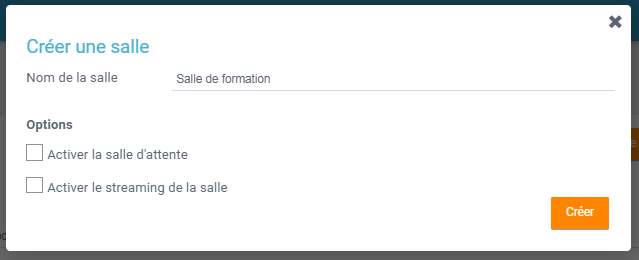 Créer une salle
Nom de la salle Salle de formation
Options
Activer la salle d'attente
Activer le streaming de la salle
Créer